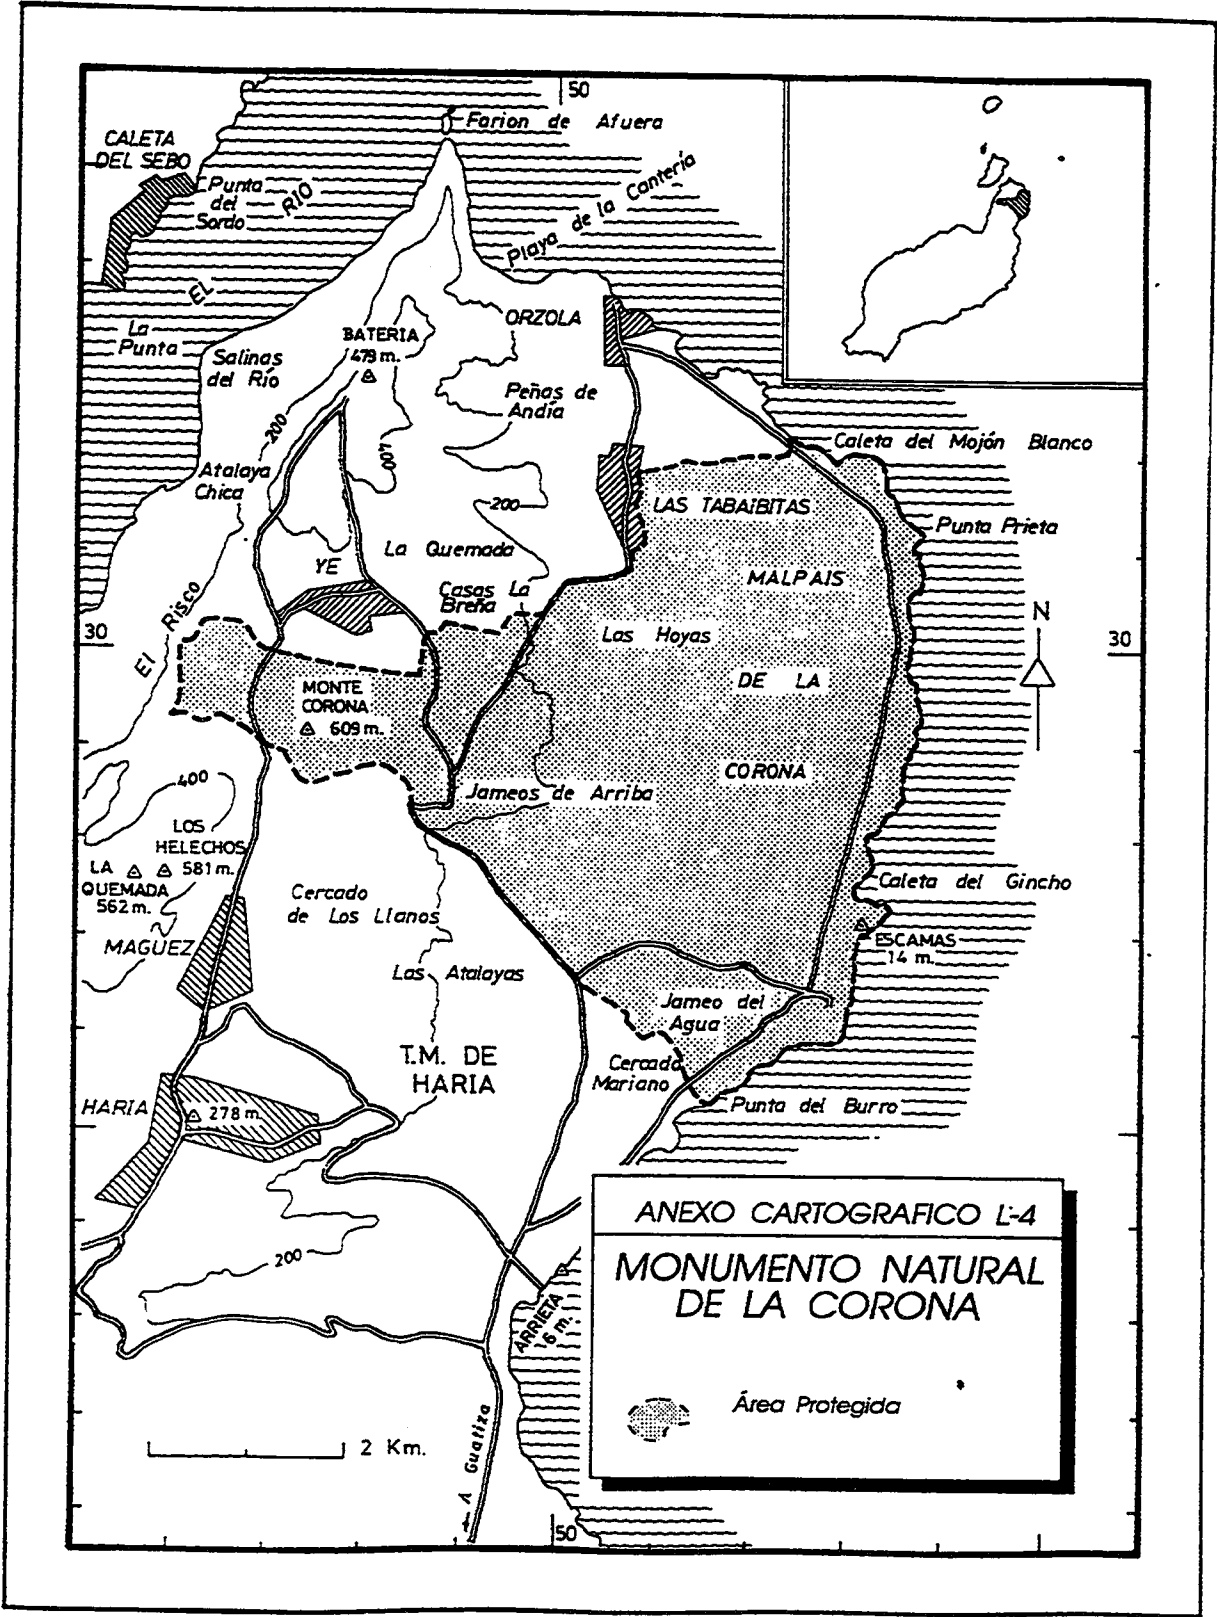 50
Farion de Afuera
CALETA
DEL SEBO
Punta
del
Sordo
EL RIO
Playa de la Cantería
La
Punta
Salinas
del Río
BATERIA
479 m.
ORZOLA
Peñas de
Andía
200
400
Atalaya
Chica
Caleta del Mojón Blanco
LAS TABAIBITAS
200
Punta Prieta
La Quemada
YE
MALPAIS
Casas La
Breña
El Risco
N
30
Las Hoyas
30
MONTE
CORONA
609 m.
DE LA
CORONA
400
Jameos de Arriba
LOS
HELECHOS
581 m.
LA
QUEMADA
562 m.
Caleta del Gincho
Cercado
de Los Llanos
MAGUEZ
ESCAMAS
14 m.
Las Atalayas
Jameo del
Agua
T.M. DE
HARIA
Cercado
Mariano
HARIA
278 m.
Punta del Burro
200
ARRIETA
16 m.
ANEXO CARTOGRAFICO L-4
MONUMENTO NATURAL
DE LA CORONA
Área Protegida
2 Km.
A Guatiza
50